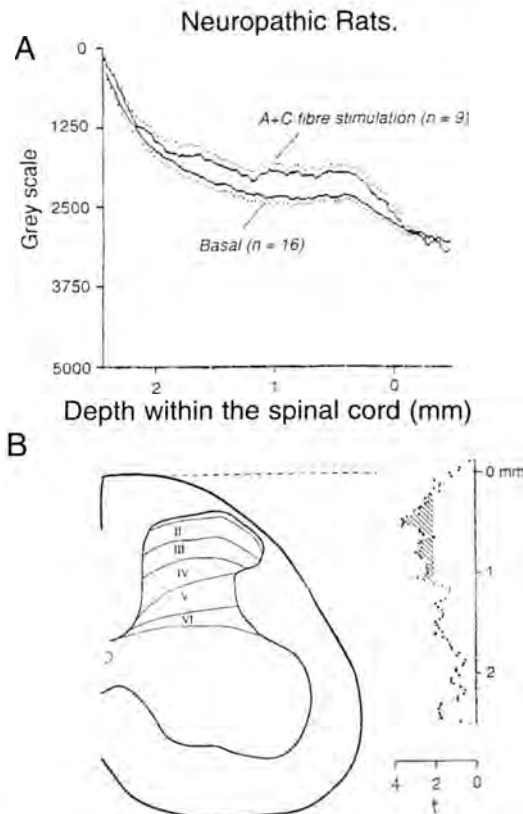 Neuropathic Rats.
A
0
1250
2500
3750
5000
Grey scale
A+C fibre stimulation (n = 9)
Basal (n = 16)
2 1 0
Depth within the spinal cord (mm)
B
II
III
IV
V
VI
0 mm
1
2
4 2 0
t